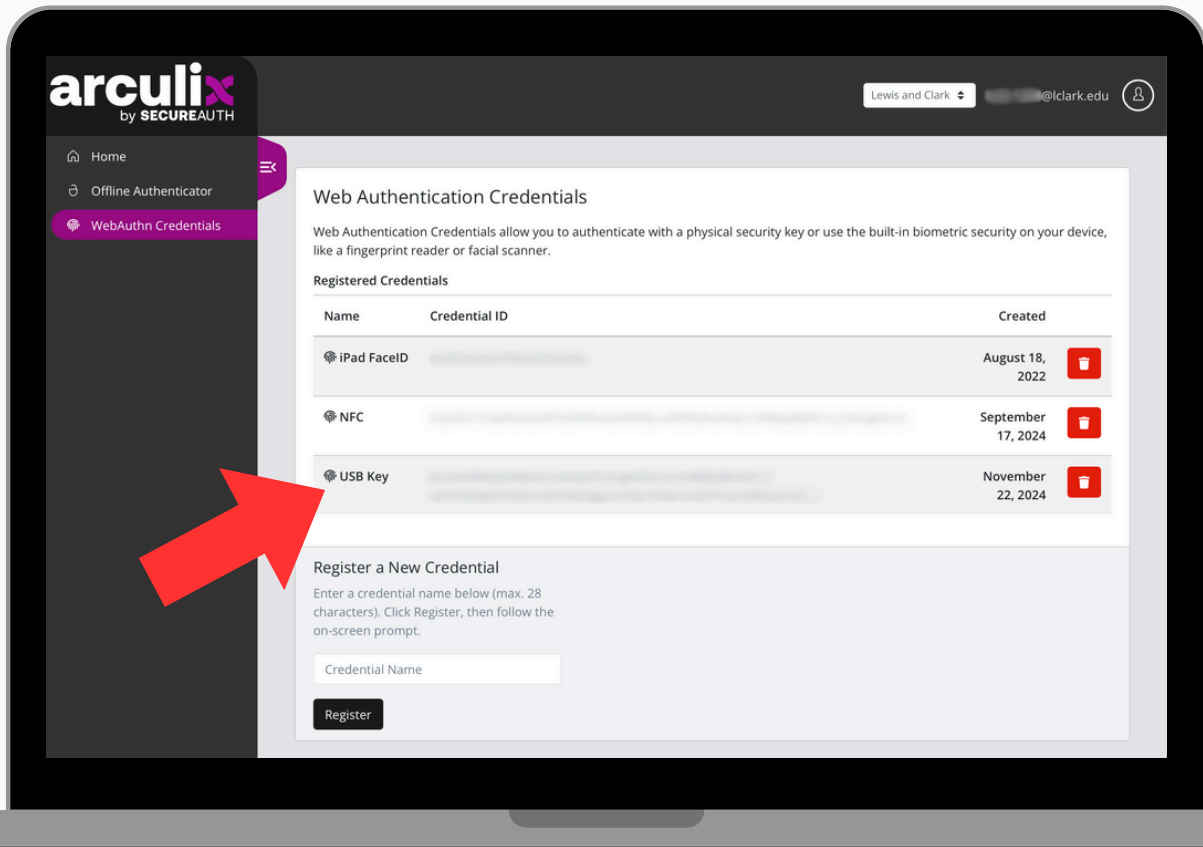 arculix
by SECUREAUTH
Lewis and Clark
@lclark.edu
Home
Offline Authenticator
WebAuthn Credentials
Web Authentication Credentials
Web Authentication Credentials allow you to authenticate with a physical security key or use the built-in biometric security on your device,
like a fingerprint reader or facial scanner.
Registered Credentials
Name Credential ID Created
iPad FaceID August 18,
2022
NFC September
17, 2024
USB Key November
22, 2024
Register a New Credential
Enter a credential name below (max. 28
characters). Click Register, then follow the
on-screen prompt.
Credential Name
Register